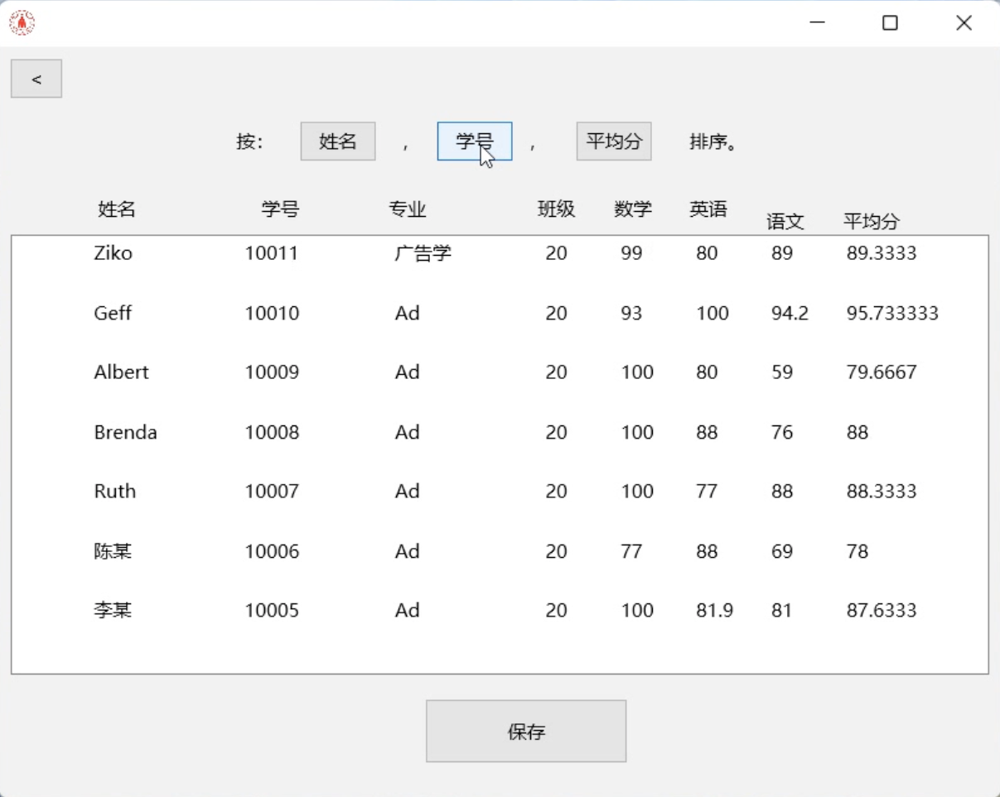 <
按： 姓名 ， 学号 ， 平均分 排序。
姓名 学号 专业 班级 数学 英语 语文 平均分
Ziko 10011 广告学 20 99 80 89 89.3333
Geff 10010 Ad 20 93 100 94.2 95.733333
Albert 10009 Ad 20 100 80 59 79.6667
Brenda 10008 Ad 20 100 88 76 88
Ruth 10007 Ad 20 100 77 88 88.3333
陈某 10006 Ad 20 77 88 69 78
李某 10005 Ad 20 100 81.9 81 87.6333
保存